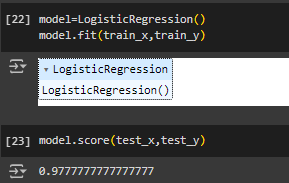 [22]
model=LogisticRegression()
model.fit(train_x,train_y)
▾ LogisticRegression
LogisticRegression()
[23]
model.score(test_x,test_y)
0.9777777777777777